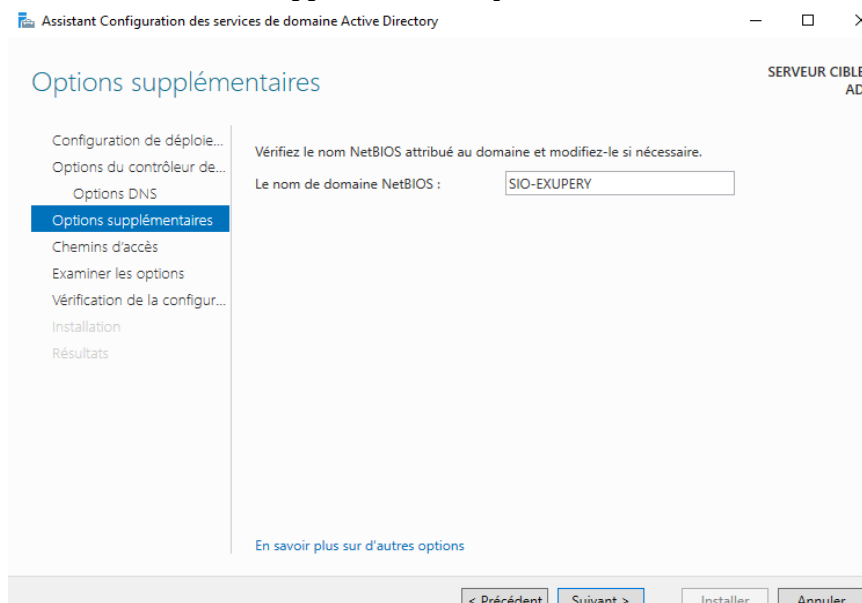 Assistant Configuration des services de domaine Active Directory
Options supplémentaires
SERVEUR CIBLE
AD
Configuration de déploie...
Options du contrôleur de...
Options DNS
Options supplémentaires
Chemins d'accès
Examiner les options
Vérification de la configur...
Installation
Résultats
Vérifiez le nom NetBIOS attribué au domaine et modifiez-le si nécessaire.
Le nom de domaine NetBIOS : SIO-EXUPERY
En savoir plus sur d'autres options
< Précédent Suivant > Installer Annuler